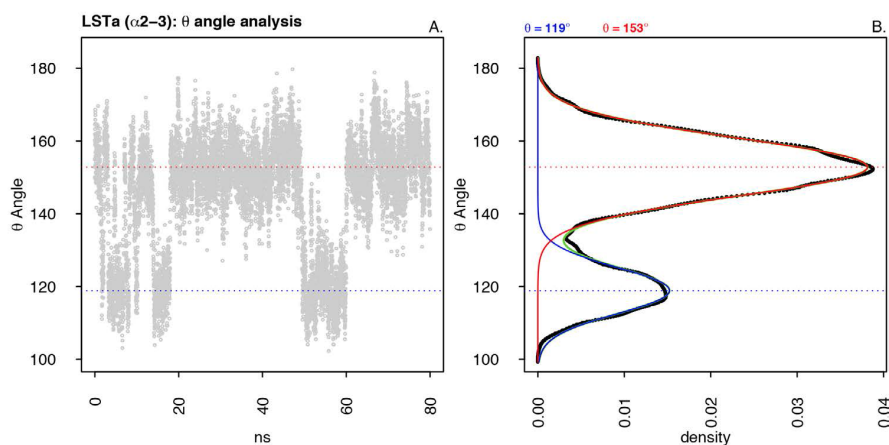 LSTa (α2−3): θ angle analysis
A.
180
160
140
120
100
θ Angle
0
20
40
60
80
ns
θ = 119°
θ = 153°
B.
180
160
140
120
100
θ Angle
0.00
0.01
0.02
0.03
0.04
density